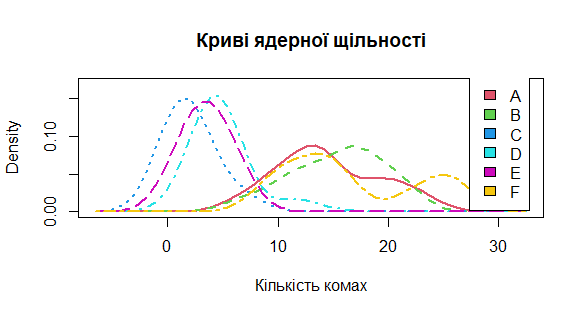 Криві ядерної щільності
Density
0.00
0.10
0
10
20
30
Кількість комах
A
B
C
D
E
F